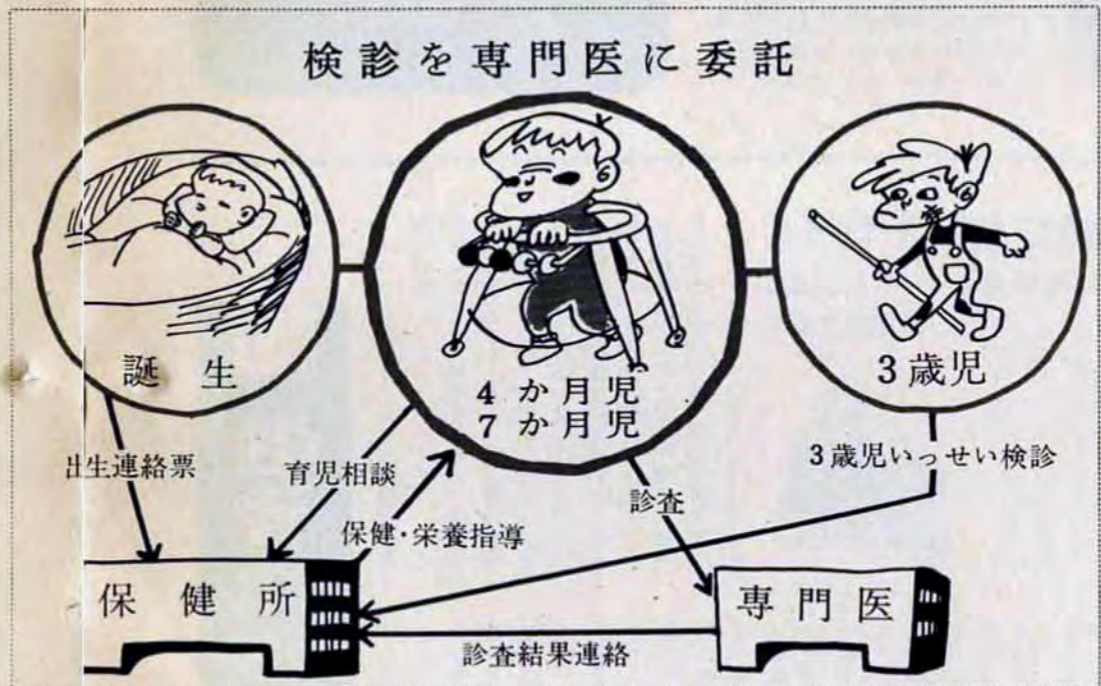 検診を専門医に委託
誕生
4か月児
7か月児
3歳児
出生連絡票
育児相談
保健・栄養指導
診査
3歳児いっせい検診
保健所
専門医
診査結果連絡